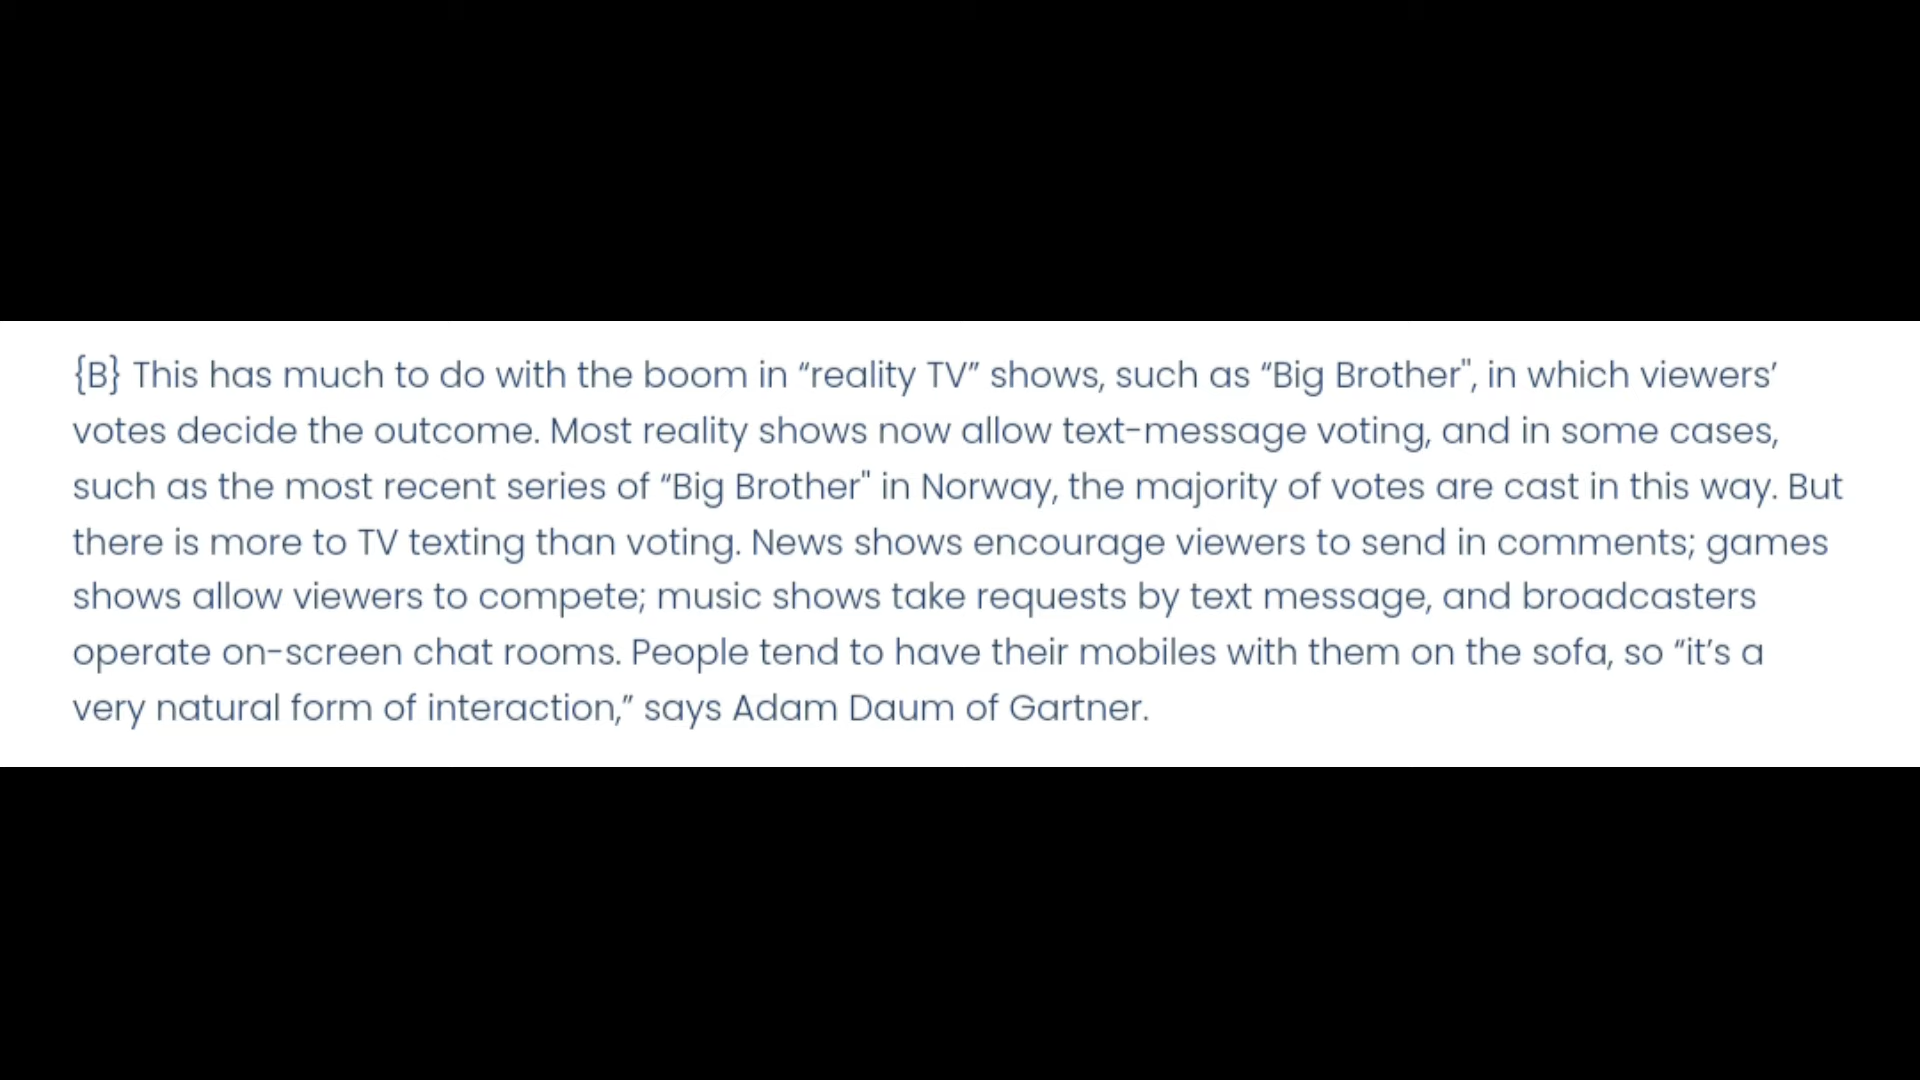 {B} This has much to do with the boom in “reality TV” shows, such as “Big Brother", in which viewers’
votes decide the outcome. Most reality shows now allow text-message voting, and in some cases,
such as the most recent series of “Big Brother" in Norway, the majority of votes are cast in this way. But
there is more to TV texting than voting. News shows encourage viewers to send in comments; games
shows allow viewers to compete; music shows take requests by text message, and broadcasters
operate on-screen chat rooms. People tend to have their mobiles with them on the sofa, so “it’s a
very natural form of interaction,” says Adam Daum of Gartner.